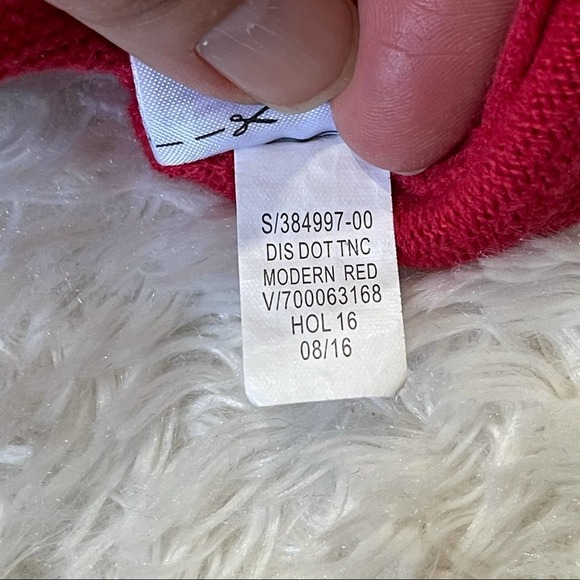 S/384997-00
DIS DOT TNC
MODERN RED
V/700063168
HOL 16
08/16